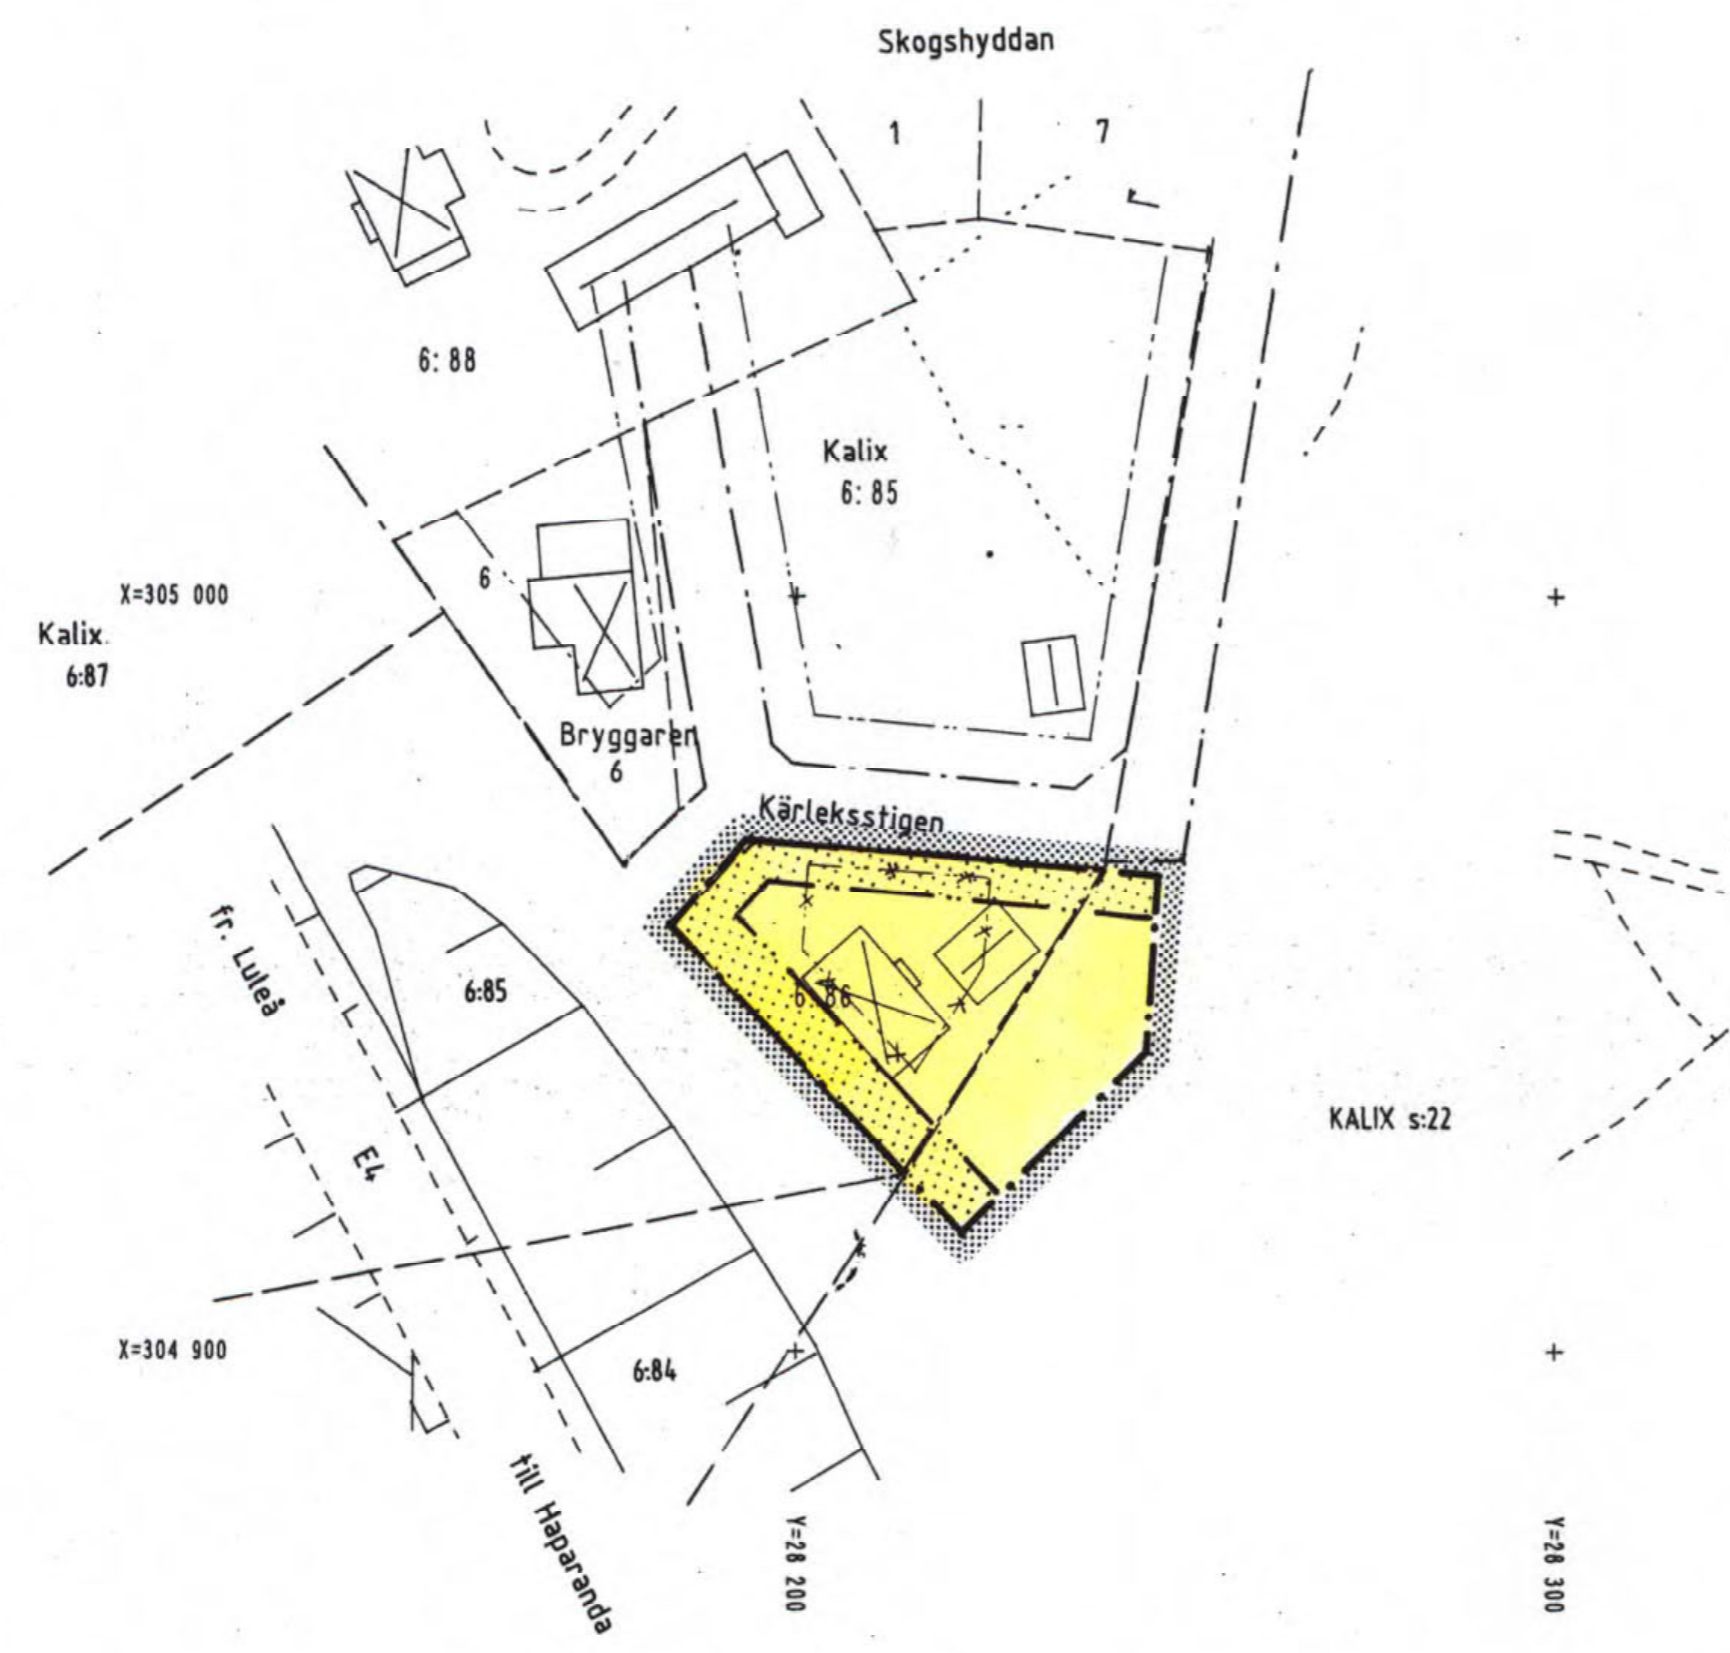 Skogshyddan
1
7
6:88
Kalix
6:85
X=305 000
Kalix
6:87
6
Bryggaren
6
Kärleksstigen
fr. Luleå
6:85
6:86
E4
KALIX s:22
X=304 900
6:84
till Haparanda
Y=28 200
Y=28 300